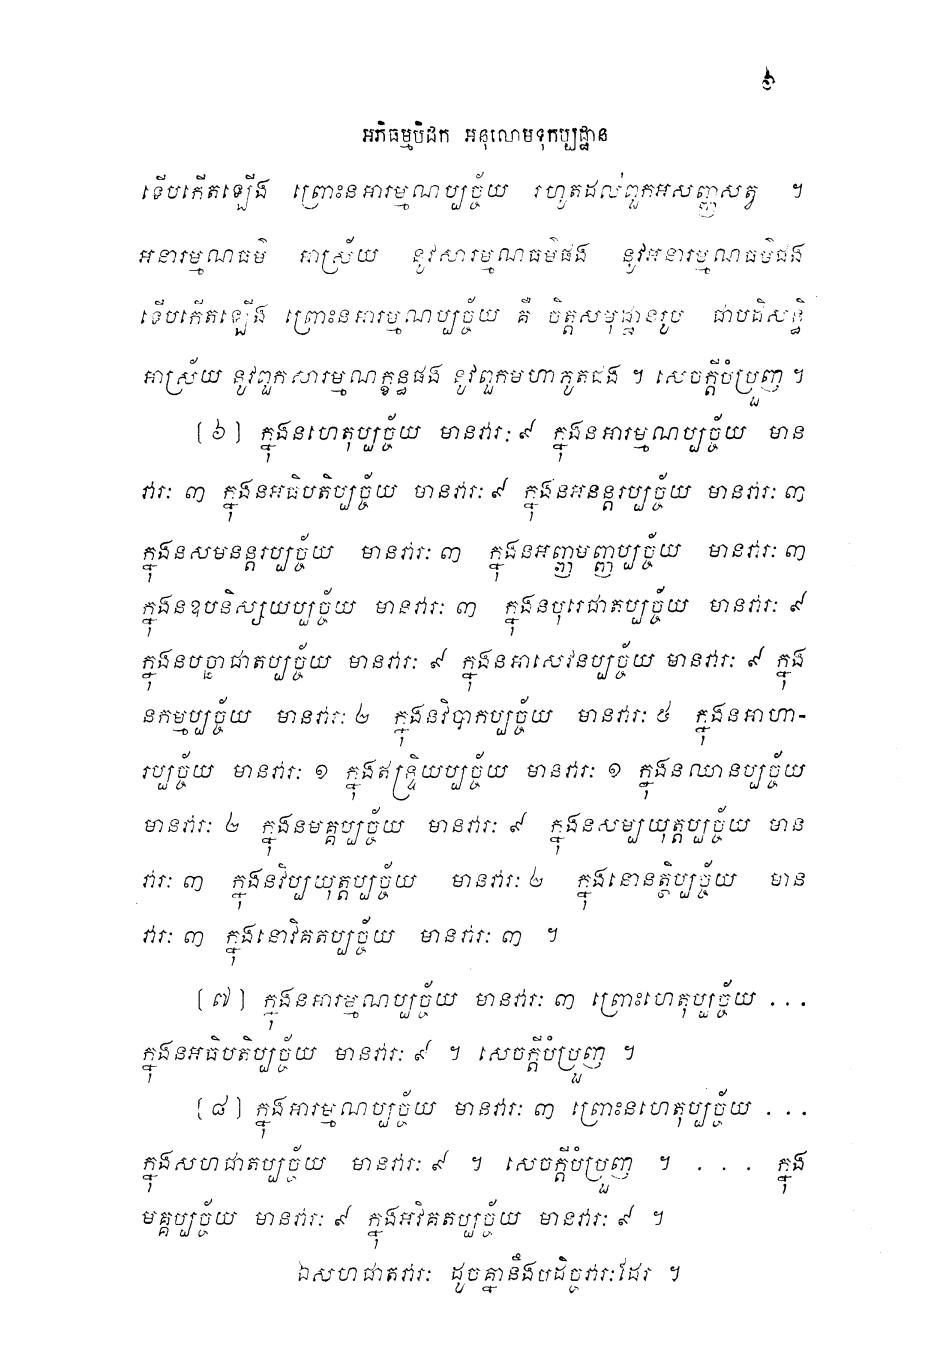 ៦
អភិធម្មបិដក អនុលោមទុកប្បដ្ឋាន
ទើបកើតឡើង ព្រោះនអារម្មណប្បច្ច័យ រហូតដល់ពួកអសញ្ញសត្វ ។
អនារម្មណធម៌ អាស្រ័យ នូវសារម្មណធម៌ផង នូវអនារម្មណធម៌ផង
ទើបកើតឡើង ព្រោះនអារម្មណប្បច្ច័យ គឺ ចិត្តសមុដ្ឋានរូប ជាបដិសន្ធិ
អាស្រ័យ នូវពួកសារម្មណក្ខន្ធផង នូវពួកមហាភូតផង ។ សេចក្តីបំប្រួញ ។
(៦) ក្នុងនហេតុប្បច្ច័យ មានវារៈ ៩ ក្នុងនអារម្មណប្បច្ច័យ មាន
វារៈ ៣ ក្នុងនអធិបតិប្បច្ច័យ មានវារៈ ៩ ក្នុងនអនន្តរប្បច្ច័យ មានវារៈ ៣
ក្នុងនសមនន្តរប្បច្ច័យ មានវារៈ ៣ ក្នុងនអញ្ញមញ្ញប្បច្ច័យ មានវារៈ ៣
ក្នុងនឧបនិស្សយប្បច្ច័យ មានវារៈ ៣ ក្នុងនបុរេជាតប្បច្ច័យ មានវារៈ ៩
ក្នុងនបច្ឆាជាតប្បច្ច័យ មានវារៈ ៩ ក្នុងនអាសេវនប្បច្ច័យ មានវារៈ ៩ ក្នុង
នកម្មប្បច្ច័យ មានវារៈ ២ ក្នុងនវិបាកប្បច្ច័យ មានវារៈ ៥ ក្នុងនអាហា-
រប្បច្ច័យ មានវារៈ ១ ក្នុងឥន្ទ្រិយប្បច្ច័យ មានវារៈ ១ ក្នុងនឈានប្បច្ច័យ
មានវារៈ ២ ក្នុងនមគ្គប្បច្ច័យ មានវារៈ ៩ ក្នុងនសម្បយុត្តប្បច្ច័យ មាន
វារៈ ៣ ក្នុងនវិប្បយុត្តប្បច្ច័យ មានវារៈ ២ ក្នុងនោនត្ថិប្បច្ច័យ មាន
វារៈ ៣ ក្នុងនោវិគតប្បច្ច័យ មានវារៈ ៣ ។
(៧) ក្នុងនអារម្មណប្បច្ច័យ មានវារៈ ៣ ព្រោះហេតុប្បច្ច័យ ...
ក្នុងនអធិបតិប្បច្ច័យ មានវារៈ ៩ ។ សេចក្តីបំប្រួញ ។
(៨) ក្នុងអារម្មណប្បច្ច័យ មានវារៈ ៣ ព្រោះនហេតុប្បច្ច័យ ...
ក្នុងសហជាតប្បច្ច័យ មានវារៈ ៩ ។ សេចក្តីបំប្រួញ ។ ... ក្នុង
មគ្គប្បច្ច័យ មានវារៈ ៩ ក្នុងអវិគតប្បច្ច័យ មានវារៈ ៩ ។
ឯសហជាតវារៈ ដូចគ្នានឹងបដិច្ចវារៈដែរ ។